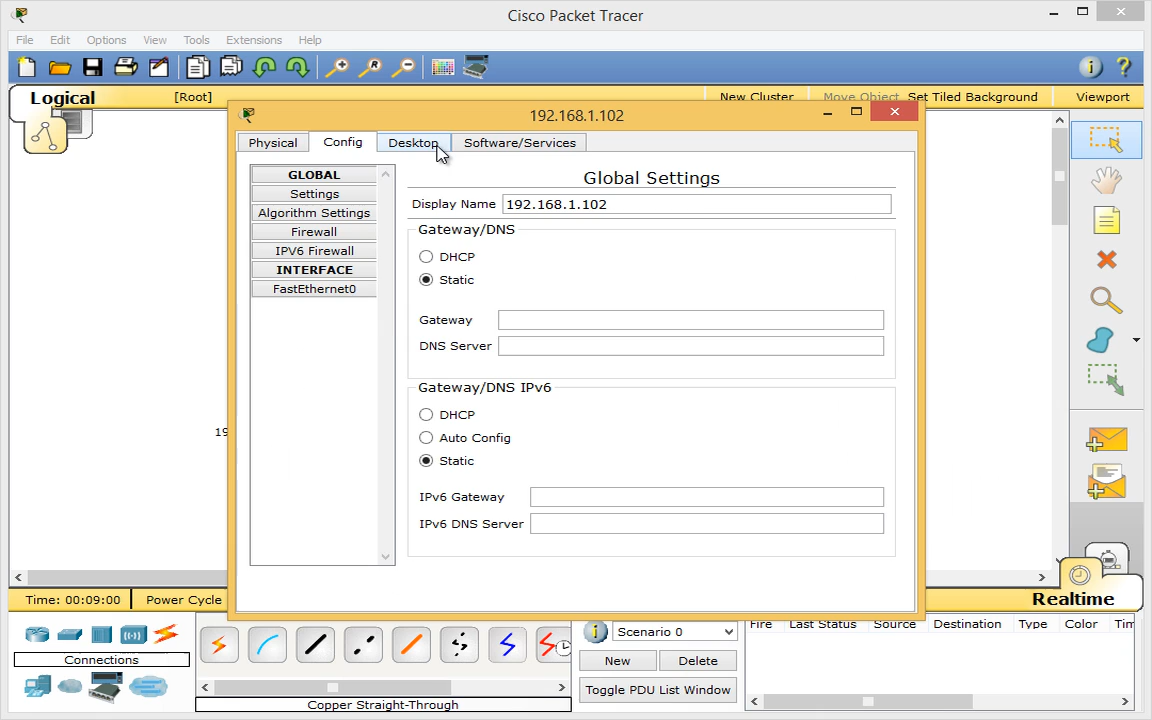 Cisco Packet Tracer
File Edit Options View Tools Extensions Help
Logical [Root] New Cluster Move Object Set Tiled Background Viewport
192.168.1.102
Physical Config Desktop Software/Services
GLOBAL
Settings
Algorithm Settings
Firewall
IPV6 Firewall
INTERFACE
FastEthernet0
Global Settings
Display Name 192.168.1.102
Gateway/DNS
DHCP
Static
Gateway
DNS Server
Gateway/DNS IPv6
DHCP
Auto Config
Static
IPv6 Gateway
IPv6 DNS Server
19
Time: 00:09:00 Power Cycle
Realtime
Connections
Copper Straight-Through
Scenario 0
New Delete
Toggle PDU List Window
Fire Last Status Source Destination Type Color Tim